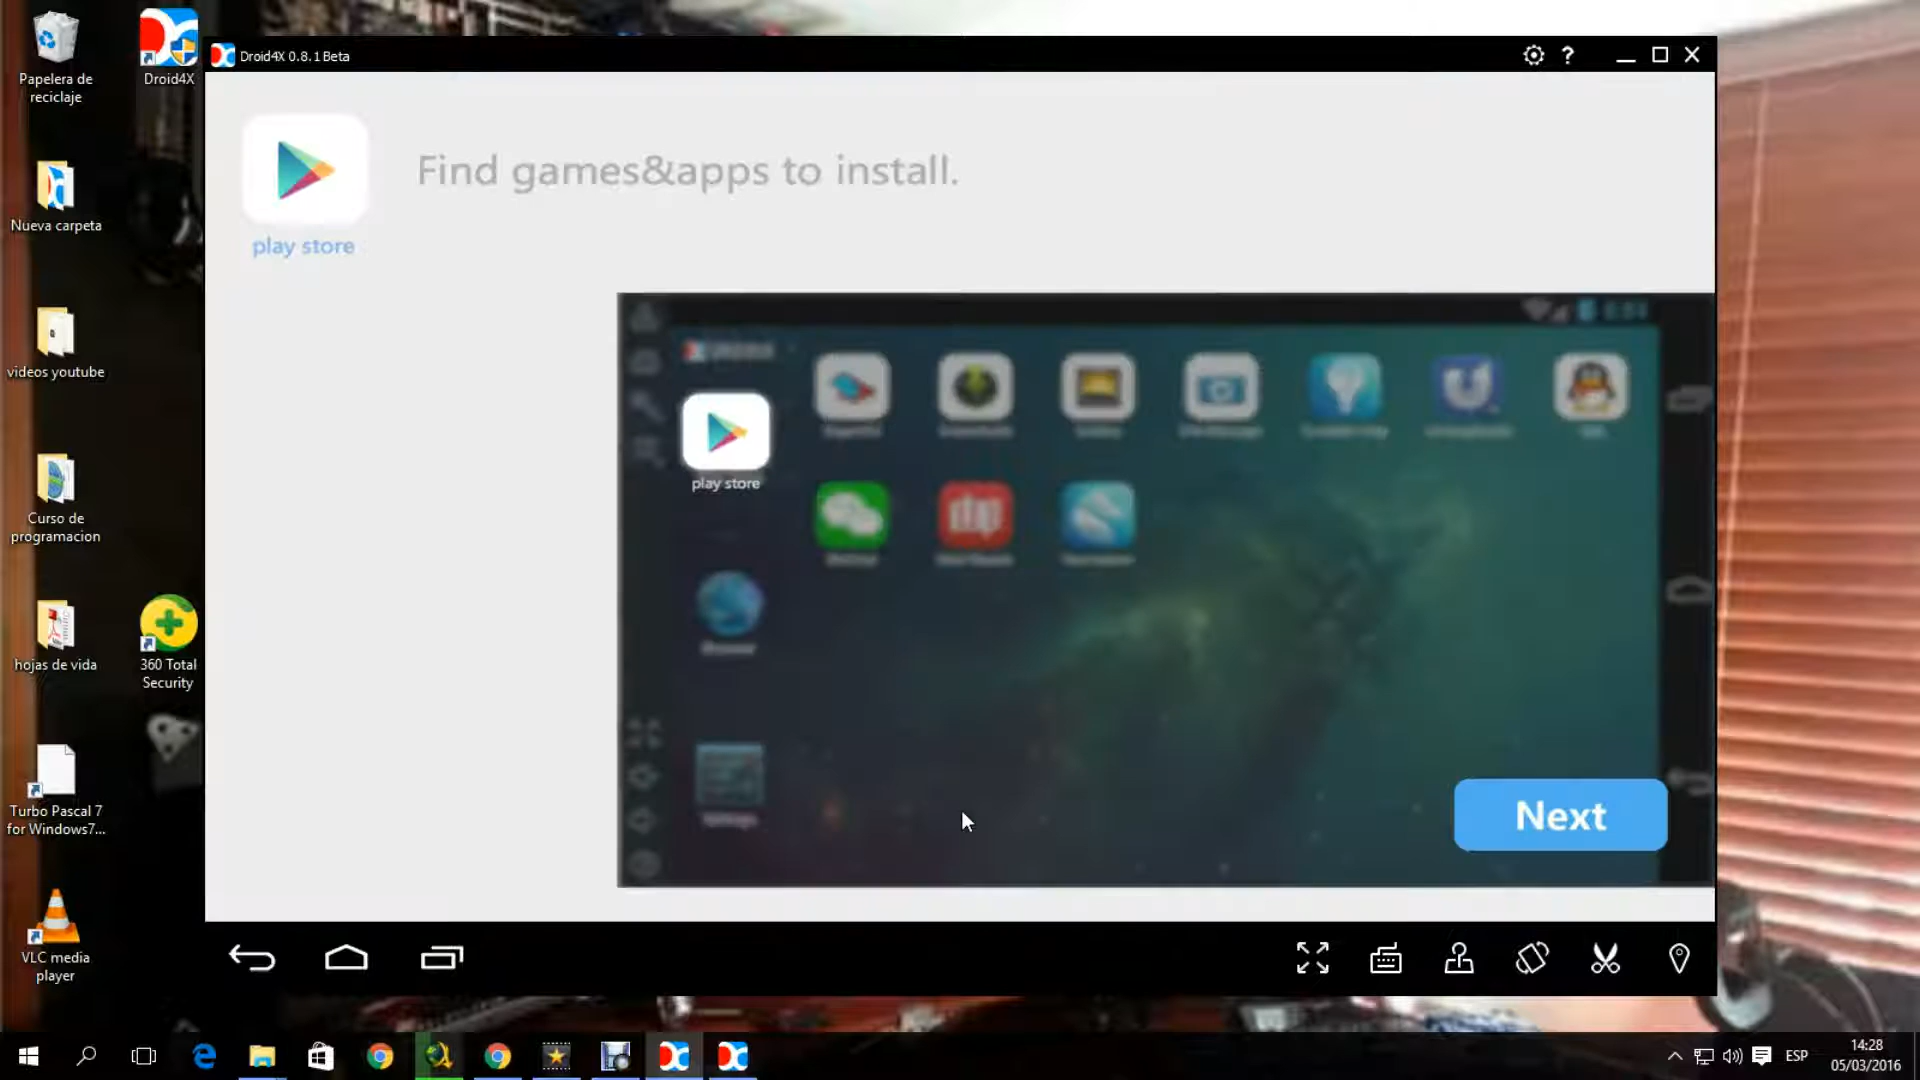 Papelera de
reciclaje
Droid4X
Nueva carpeta
videos youtube
Curso de
programacion
hojas de vida
360 Total
Security
Turbo Pascal 7
for Windows7...
VLC media
player
Droid4X 0.8.1 Beta
?
play store
Find games&apps to install.
play store
Next
ESP
14:28
05/03/2016